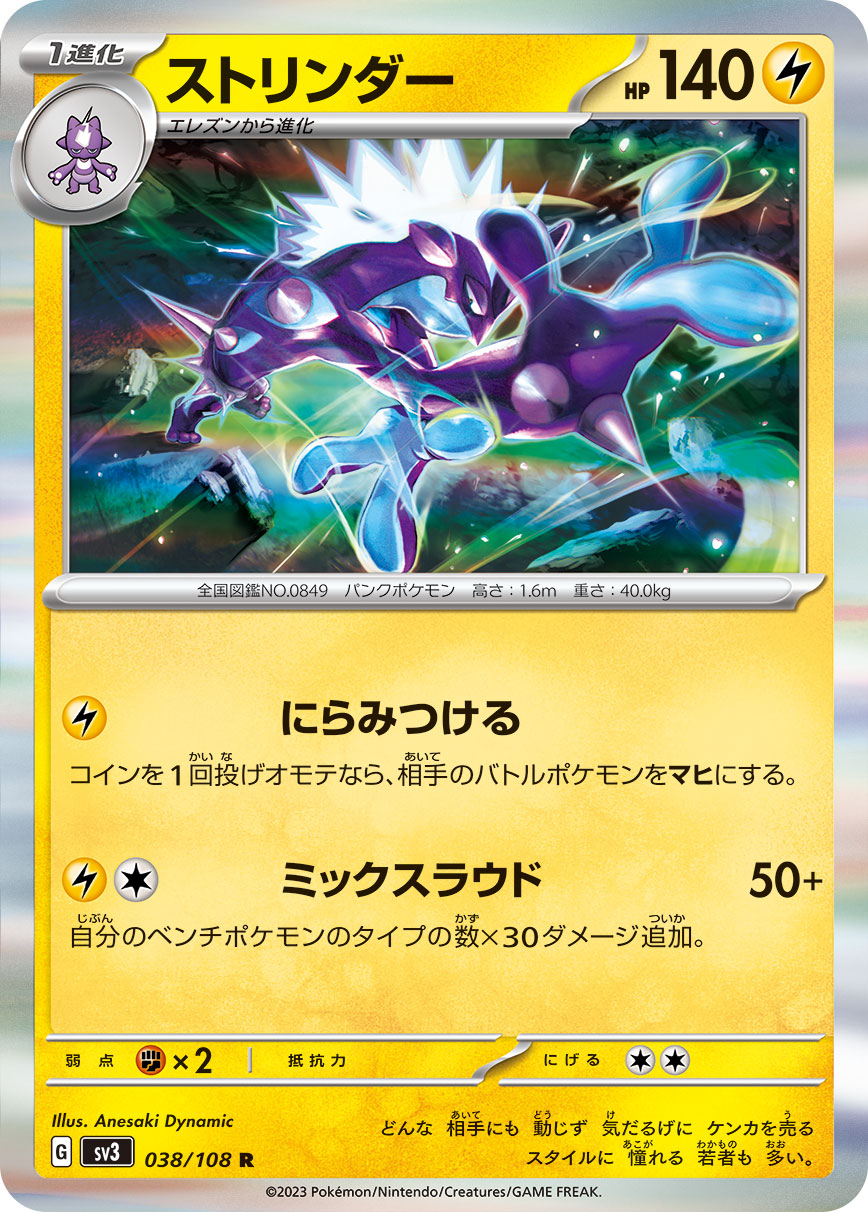 1進化
ストリンダー
HP 140
エレズンから進化
全国図鑑NO.0849 パンクポケモン 高さ：1.6m 重さ：40.0kg
にらみつける
コインを1回投げオモテなら、相手のバトルポケモンをマヒにする。
ミックスラウド 50+
自分のベンチポケモンのタイプの数×30ダメージ追加。
弱点 ×2 抵抗力 にげる
Illus. Anesaki Dynamic
G sv3 038/108 R
どんな 相手にも 動じず 気だるげに ケンカを売る
スタイルに 憧れる 若者も 多い。
©2023 Pokémon/Nintendo/Creatures/GAME FREAK.